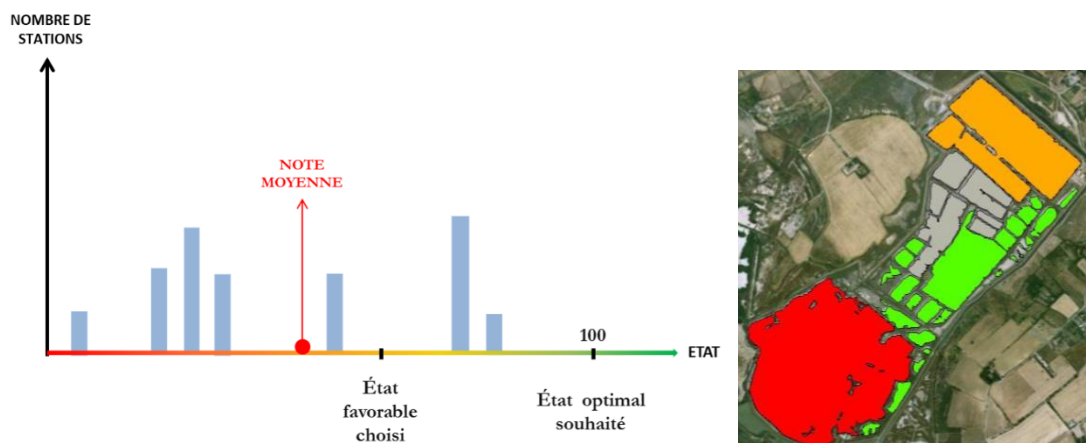 NOMBRE DE
STATIONS
NOTE
MOYENNE
100
ETAT
État
favorable
choisi
État optimal
souhaité